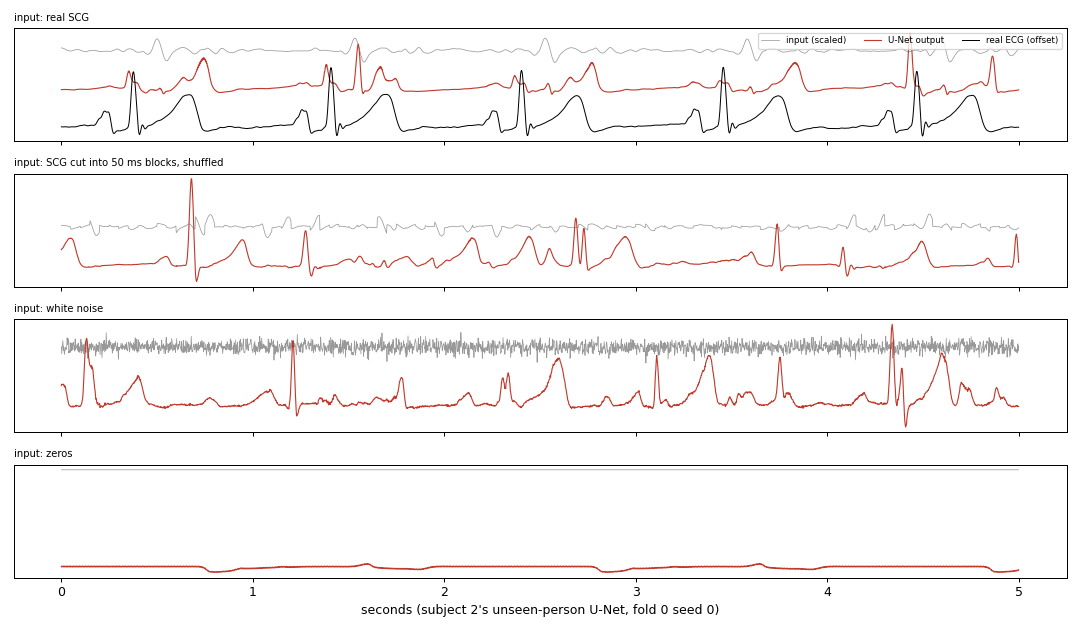 input: real SCG
input (scaled) U-Net output real ECG (offset)
input: SCG cut into 50 ms blocks, shuffled
input: white noise
input: zeros
0 1 2 3 4 5
seconds (subject 2's unseen-person U-Net, fold 0 seed 0)